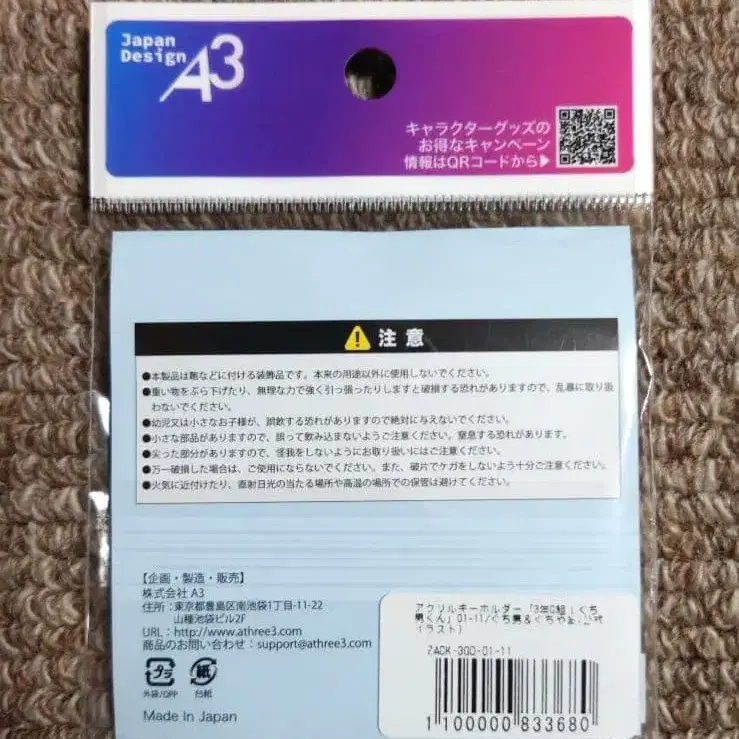 Japan
Design A3
キャラクターグッズの
お得なキャンペーン
情報はQRコードから▶
注意
●本製品は鞄などに付ける装飾品です。本来の用途以外に使用しないでください。
●重い物をぶら下げたり、無理な力で強く引っ張ったりしますと破損する恐れがありますので、乱暴に取り扱
わないでください。
●幼児又は小さなお子様が、誤飲する恐れがありますので絶対に与えないでください。
●小さな部品がありますので、誤って飲み込まないようご注意ください。窒息する恐れがあります。
●尖った部分がありますので、怪我をしないようにお取り扱いにはご注意ください。
●万一破損した場合は、ご使用にならないでください。また、破片でケガをしないよう十分ご注意ください。
●火気に近付けたり、直射日光の当たる場所や高温の場所での保管は避けてください。
【企画・製造・販売】
株式会社 A3
住所：東京都豊島区南池袋1丁目-11-22
山種池袋ビル2F
URL：http://www.athree3.com
商品のお問い合わせ：support@athree3.com
プラ 紙
外袋/OPP 台紙
Made In Japan
アクリルキーホルダー「3年G組 ぐち
男くん」01-11/ぐち男&ぐちや
イラスト)
ZACK-3GO-01-11
1 100000 833680